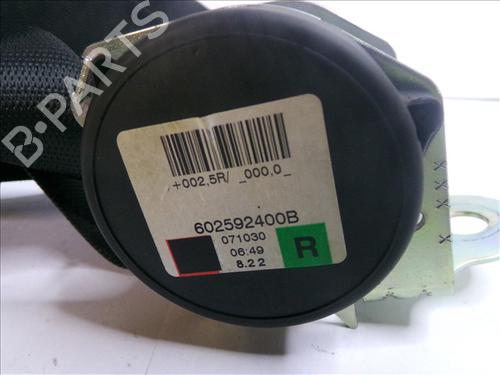 B-PARTS
+002,5R/ _000,0_
602592400B
071030
06:49
8.22
R